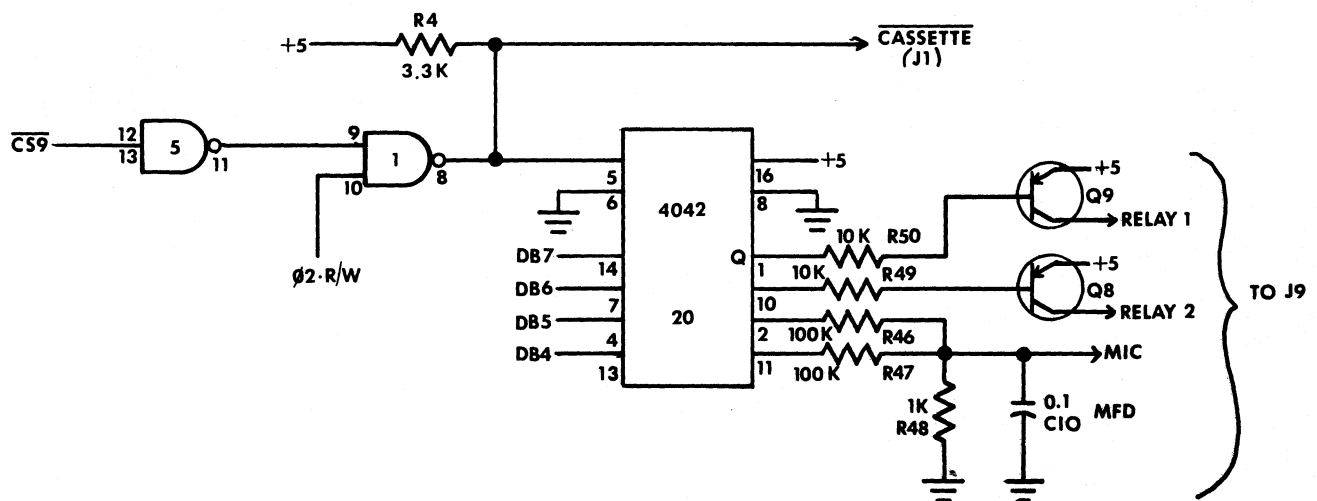 R4
+5
3.3K
CASSETTE
(J1)
CS9
12
13
5
11
9
10
1
8
Ø2·R/W
5
6
4042
20
+5
16
8
DB7
14
DB6
7
DB5
4
DB4
13
Q
1
10
2
11
10K R50
10K R49
100K R46
100K R47
+5
Q9
RELAY 1
+5
Q8
RELAY 2
MIC
1K
R48
0.1 MFD
C10
TO J9